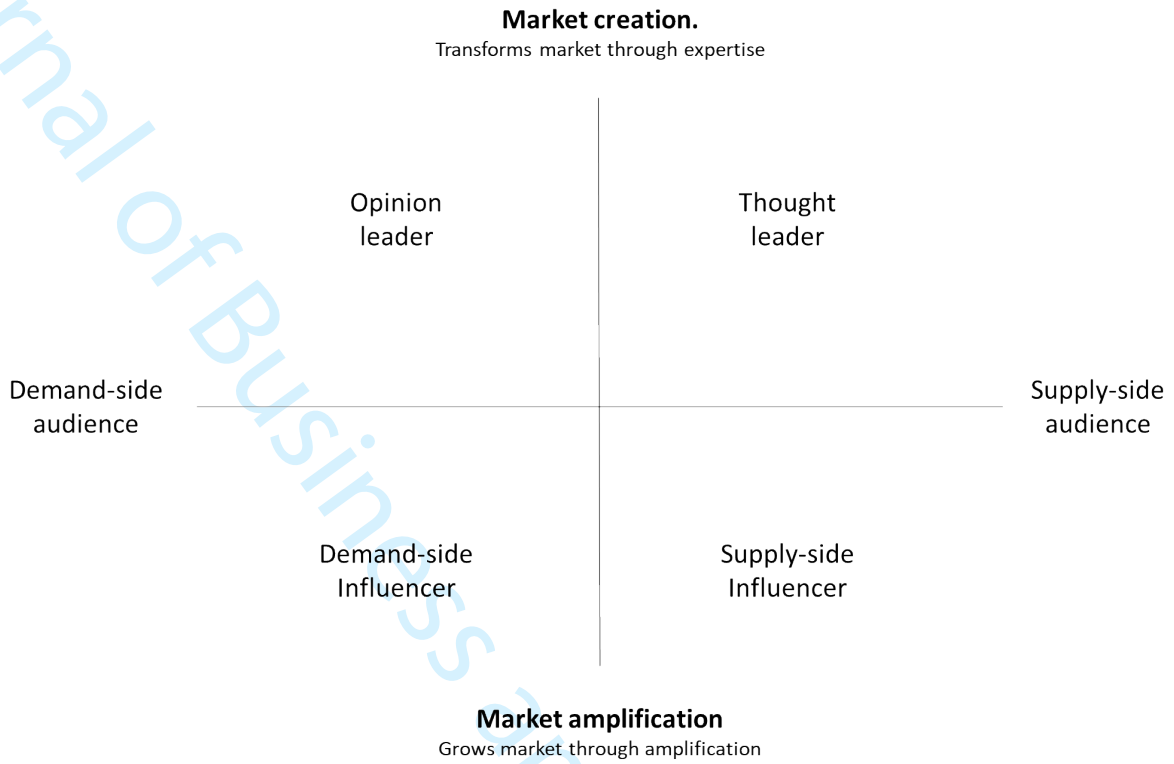 Market creation.
Transforms market through expertise
Opinion
leader
Thought
leader
Demand-side
audience
Supply-side
audience
Demand-side
Influencer
Supply-side
Influencer
Market amplification
Grows market through amplification
of Business